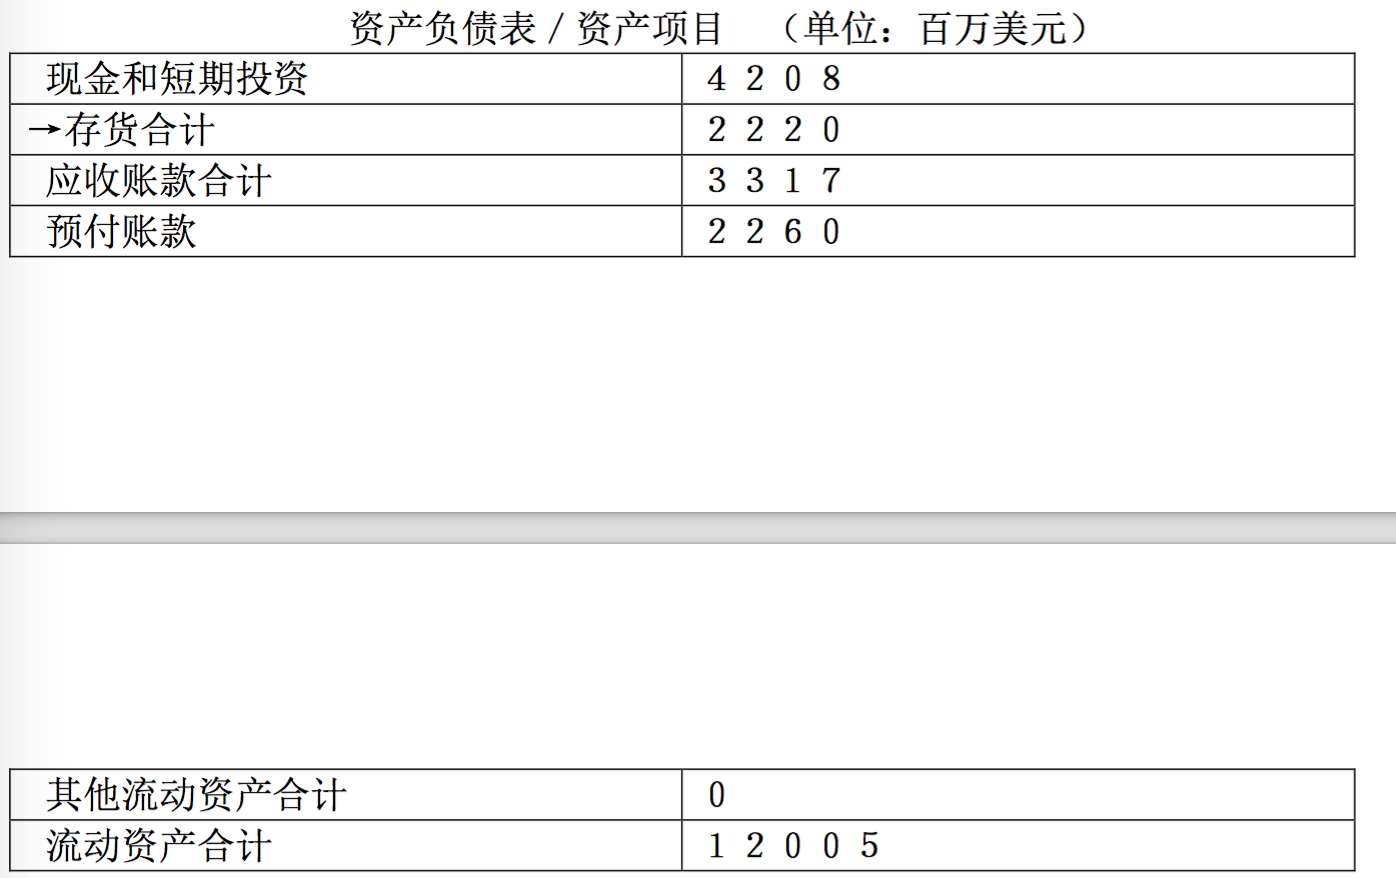 资产负债表／资产项目　（单位：百万美元）
现金和短期投资 ４２０８
→存货合计 ２２２０
应收账款合计 ３３１７
预付账款 ２２６０
其他流动资产合计 ０
流动资产合计 １２００５